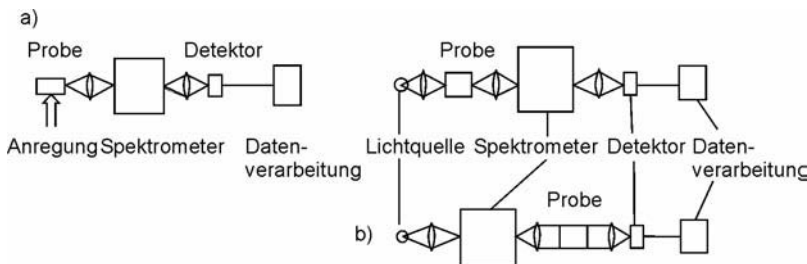 a)
Probe
Detektor
Anregung Spektrometer
Daten-
verarbeitung
Probe
Lichtquelle Spektrometer Detektor Daten-
verarbeitung
Probe
b)